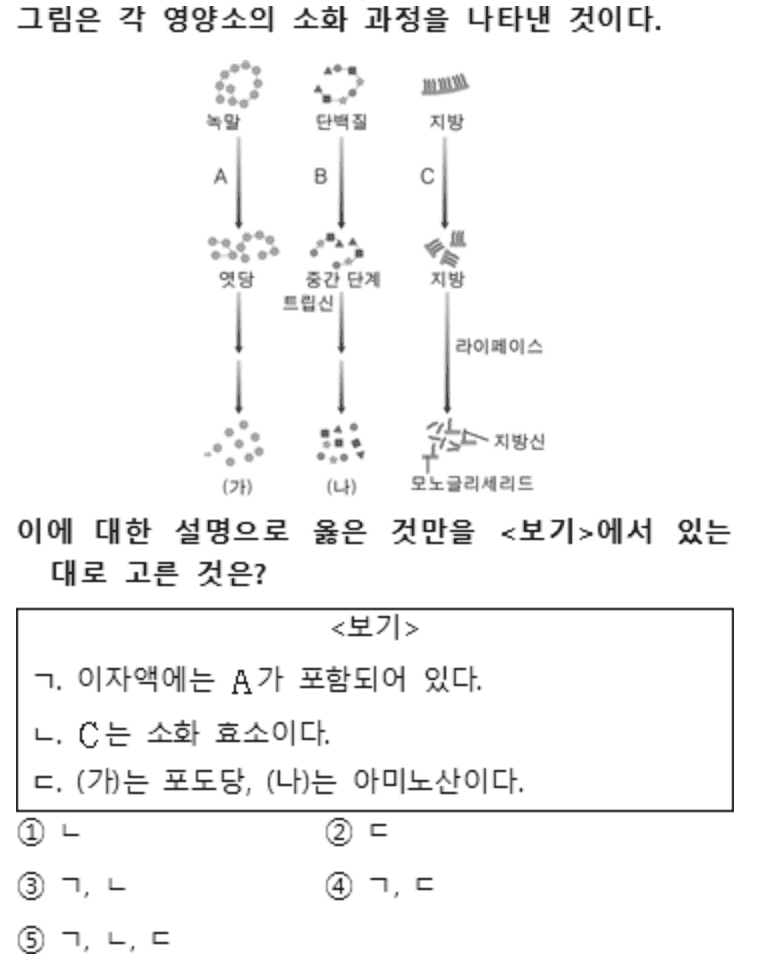 그림은 각 영양소의 소화 과정을 나타낸 것이다.
녹말 단백질 지방
A B C
엿당 중간 단계 지방
트립신
라이페이스
지방신
(가) (나) 모노글리세리드
이에 대한 설명으로 옳은 것만을 <보기>에서 있는
대로 고른 것은?
<보기>
ㄱ. 이자액에는 A가 포함되어 있다.
ㄴ. C는 소화 효소이다.
ㄷ. (가)는 포도당, (나)는 아미노산이다.
① ㄴ ② ㄷ
③ ㄱ, ㄴ ④ ㄱ, ㄷ
⑤ ㄱ, ㄴ, ㄷ